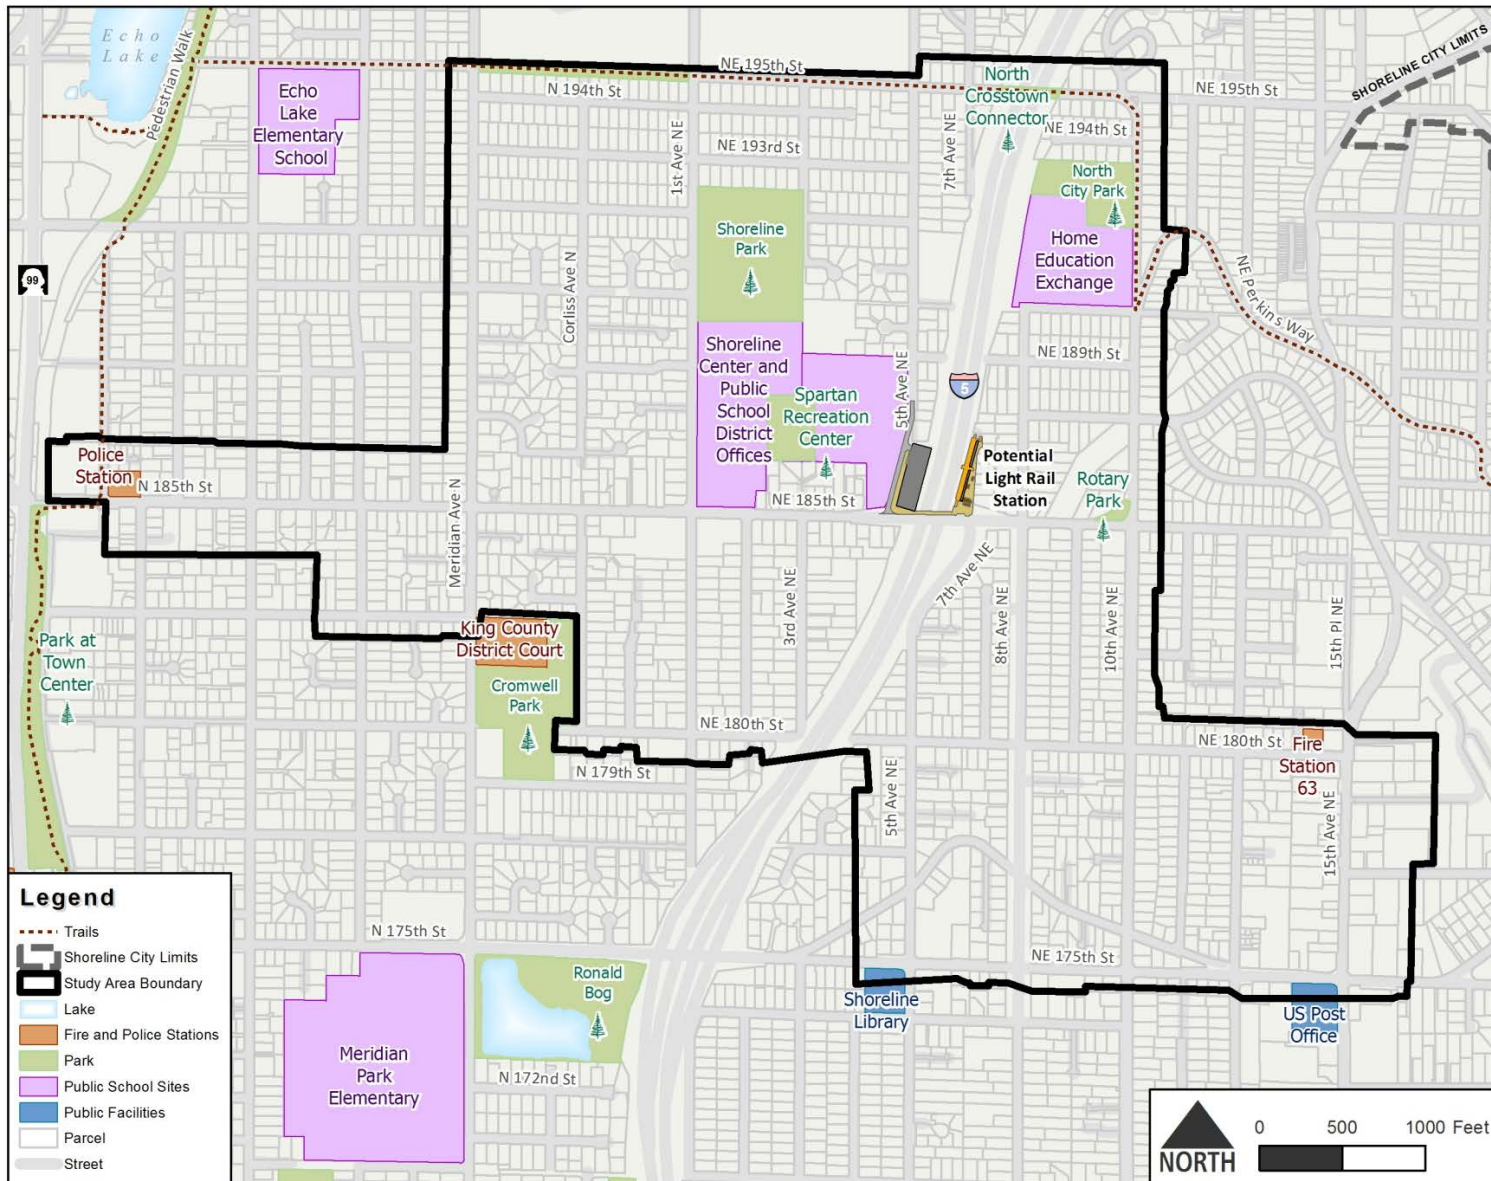 Echo
Lake
Pedestrian Walk
NE 195th St
SHORELINE CITY LIMITS
N 194th St
North
Crosstown
Connector
NE 195th St
Echo
Lake
Elementary
School
1st Ave NE
NE 193rd St
7th Ave NE
NE 194th St
North
City Park
Shoreline
Park
Home
Education
Exchange
99
Corliss Ave N
NE Perkins Way
Shoreline
Center and
Public
School
District
Offices
Spartan
Recreation
Center
5th Ave NE
NE 189th St
5
Police
Station
N 185th St
Meridian Ave N
NE 185th St
Potential
Light Rail
Station
Rotary
Park
7th Ave NE
3rd Ave NE
8th Ave NE
10th Ave NE
15th Pl NE
Park at
Town
Center
King County
District Court
Cromwell
Park
NE 180th St
NE 180th St
Fire
Station
63
N 179th St
5th Ave NE
15th Ave NE
N 175th St
NE 175th St
Ronald
Bog
Shoreline
Library
US Post
Office
Meridian
Park
Elementary
N 172nd St
Legend
Trails
Shoreline City Limits
Study Area Boundary
Lake
Fire and Police Stations
Park
Public School Sites
Public Facilities
Parcel
Street
NORTH
0 500 1000 Feet